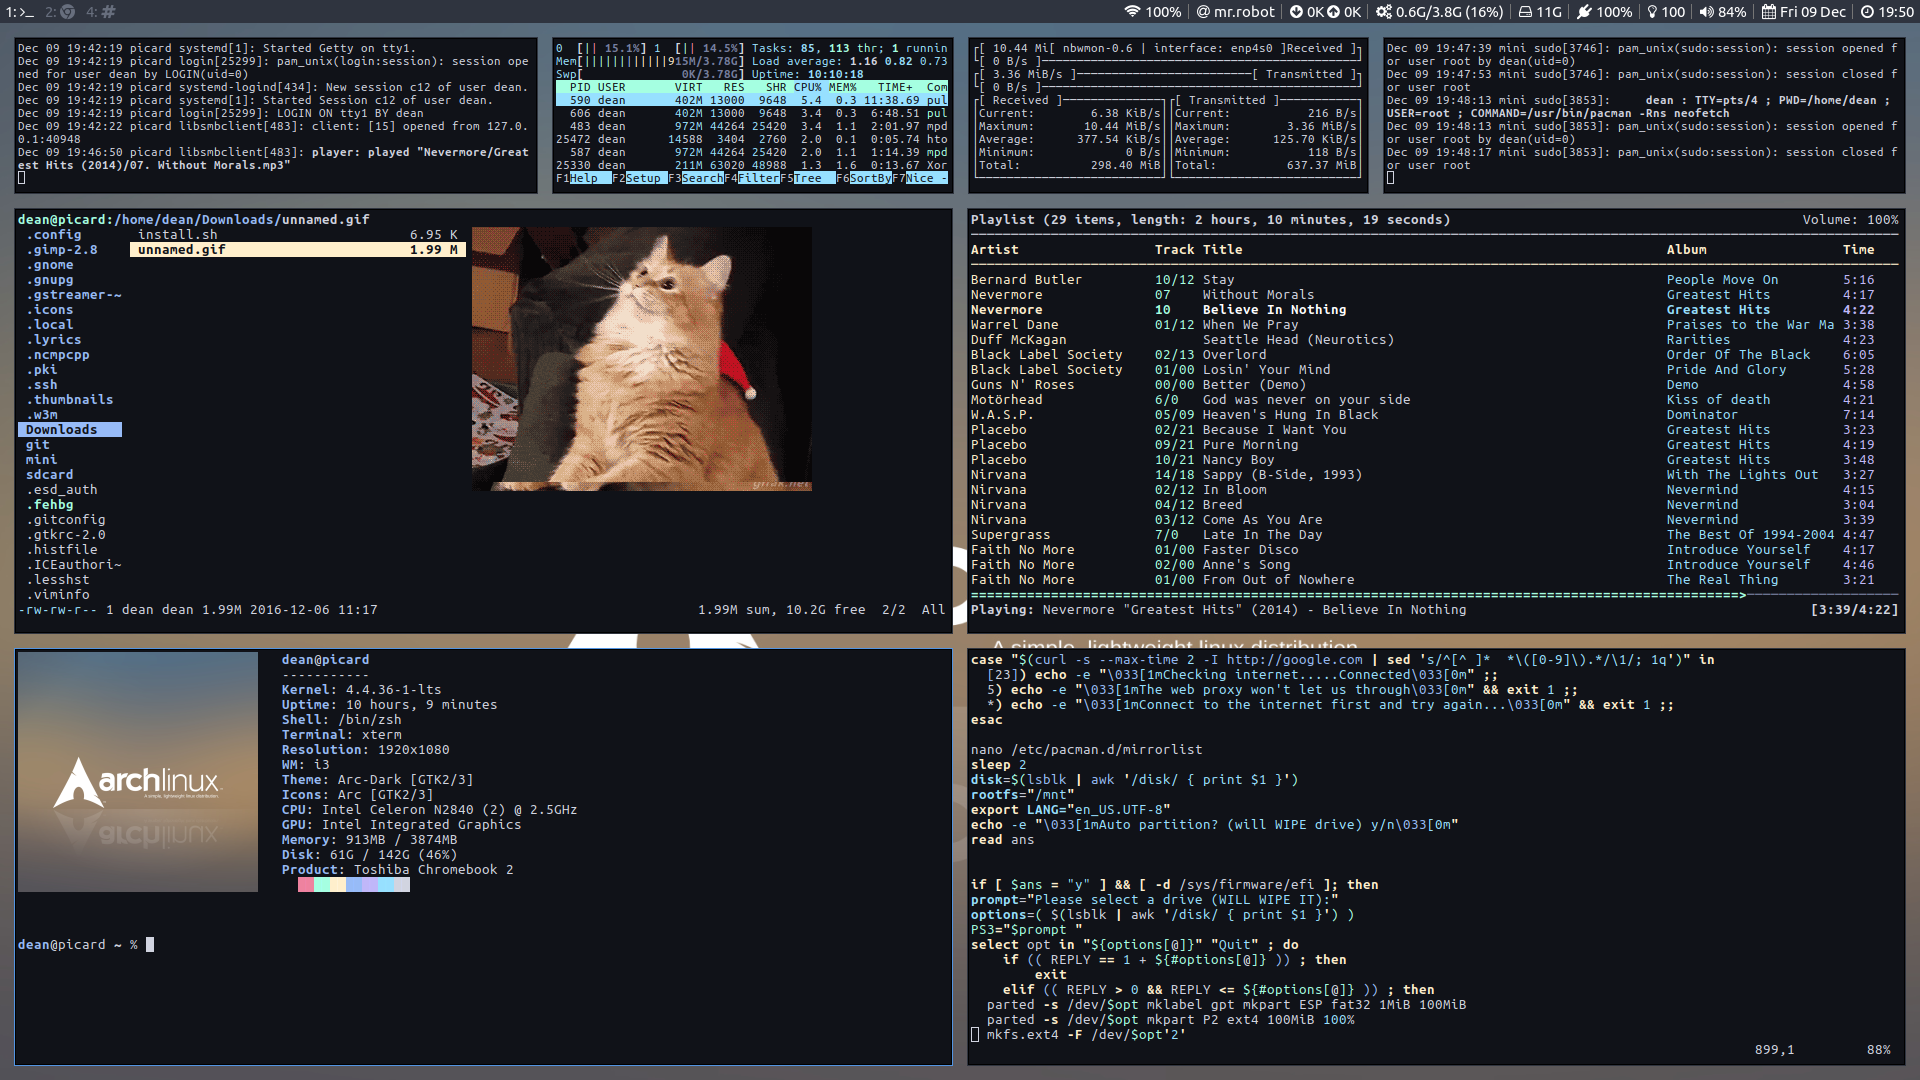 1: >_ 2: 4: #
100% | @ mr.robot | 0K 0K | 0.6G/3.8G (16%) | 11G | 100% | 100 | 84% | Fri 09 Dec | 19:50
Dec 09 19:42:19 picard systemd[1]: Started Getty on tty1.
Dec 09 19:42:19 picard login[25299]: pam_unix(login:session): session ope
ned for user dean by LOGIN(uid=0)
Dec 09 19:42:19 picard systemd-logind[434]: New session c12 of user dean.
Dec 09 19:42:19 picard systemd[1]: Started Session c12 of user dean.
Dec 09 19:42:19 picard login[25299]: LOGIN ON tty1 BY dean
Dec 09 19:42:22 picard libsmbclient[483]: client: [15] opened from 127.0.
0.1:40948
Dec 09 19:46:50 picard libsmbclient[483]: player: played "Nevermore/Great
est Hits (2014)/07. Without Morals.mp3"
0 [|| 15.1%] 1 [|| 14.5%] Tasks: 85, 113 thr; 1 runnin
Mem[||||||||||||915M/3.78G] Load average: 1.16 0.82 0.73
Swp[ 0K/3.78G] Uptime: 10:10:18
PID USER VIRT RES SHR CPU% MEM% TIME+ Com
590 dean 402M 13000 9648 5.4 0.3 11:38.69 pul
606 dean 402M 13000 9648 3.4 0.3 6:48.51 pul
483 dean 972M 44264 25420 3.4 1.1 2:01.97 mpd
25472 dean 14588 3404 2760 2.0 0.1 0:05.74 hto
587 dean 972M 44264 25420 2.0 1.1 1:14.39 mpd
25330 dean 211M 63020 48988 1.3 1.6 0:13.67 Xor
F1Help F2Setup F3SearchF4FilterF5Tree F6SortByF7Nice -
[ 10.44 Mi[ nbwmon-0.6 | interface: enp4s0 ]Received ]
[ 0 B/s ]
[ 3.36 MiB/s ] [ Transmitted ]
[ 0 B/s ]
[ Received ] [ Transmitted ]
Current: 6.38 KiB/s Current: 216 B/s
Maximum: 10.44 MiB/s Maximum: 3.36 MiB/s
Average: 377.54 KiB/s Average: 125.70 KiB/s
Minimum: 0 B/s Minimum: 118 B/s
Total: 298.40 MiB Total: 637.37 MiB
Dec 09 19:47:39 mini sudo[3746]: pam_unix(sudo:session): session opened f
or user root by dean(uid=0)
Dec 09 19:47:53 mini sudo[3746]: pam_unix(sudo:session): session closed f
or user root
Dec 09 19:48:13 mini sudo[3853]: dean : TTY=pts/4 ; PWD=/home/dean ;
USER=root ; COMMAND=/usr/bin/pacman -Rns neofetch
Dec 09 19:48:13 mini sudo[3853]: pam_unix(sudo:session): session opened f
or user root by dean(uid=0)
Dec 09 19:48:17 mini sudo[3853]: pam_unix(sudo:session): session closed f
or user root
dean@picard:/home/dean/Downloads/unnamed.gif
.config install.sh 6.95 K
.gimp-2.8 unnamed.gif 1.99 M
.gnome
.gnupg
.gstreamer-~
.icons
.local
.lyrics
.ncmpcpp
.pki
.ssh
.thumbnails
.w3m
Downloads
git
mini
sdcard
.esd_auth
.fehbg
.gitconfig
.gtkrc-2.0
.histfile
.ICEauthori~
.lesshst
.viminfo
-rw-rw-r-- 1 dean dean 1.99M 2016-12-06 11:17 1.99M sum, 10.2G free 2/2 All
Playlist (29 items, length: 2 hours, 10 minutes, 19 seconds) Volume: 100%
Artist Track Title Album Time
Bernard Butler 10/12 Stay People Move On 5:16
Nevermore 07 Without Morals Greatest Hits 4:17
Nevermore 10 Believe In Nothing Greatest Hits 4:22
Warrel Dane 01/12 When We Pray Praises to the War Ma 3:38
Duff McKagan Seattle Head (Neurotics) Rarities 4:23
Black Label Society 02/13 Overlord Order Of The Black 6:05
Black Label Society 01/00 Losin' Your Mind Pride And Glory 5:28
Guns N' Roses 00/00 Better (Demo) Demo 4:58
Motörhead 6/0 God was never on your side Kiss of death 4:21
W.A.S.P. 05/09 Heaven's Hung In Black Dominator 7:14
Placebo 02/21 Because I Want You Greatest Hits 3:23
Placebo 09/21 Pure Morning Greatest Hits 4:19
Placebo 10/21 Nancy Boy Greatest Hits 3:48
Nirvana 14/18 Sappy (B-Side, 1993) With The Lights Out 3:27
Nirvana 02/12 In Bloom Nevermind 4:15
Nirvana 04/12 Breed Nevermind 3:04
Nirvana 03/12 Come As You Are Nevermind 3:39
Supergrass 7/0 Late In The Day The Best Of 1994-2004 4:47
Faith No More 01/00 Faster Disco Introduce Yourself 4:17
Faith No More 02/00 Anne's Song Introduce Yourself 4:46
Faith No More 01/00 From Out of Nowhere The Real Thing 3:21
Playing: Nevermore "Greatest Hits" (2014) - Believe In Nothing [3:39/4:22]
A simple, lightweight linux distribution
archlinux
A simple, lightweight linux distribution.
dean@picard
-----------
Kernel: 4.4.36-1-lts
Uptime: 10 hours, 9 minutes
Shell: /bin/zsh
Terminal: xterm
Resolution: 1920x1080
WM: i3
Theme: Arc-Dark [GTK2/3]
Icons: Arc [GTK2/3]
CPU: Intel Celeron N2840 (2) @ 2.5GHz
GPU: Intel Integrated Graphics
Memory: 913MB / 3874MB
Disk: 61G / 142G (46%)
Product: Toshiba Chromebook 2
dean@picard ~ %
case "$(curl -s --max-time 2 -I http://google.com | sed 's/^[^ ]*  *\([0-9]\).*/\1/; 1q')" in
[23]) echo -e "\033[1mChecking internet.....Connected\033[0m" ;;
5) echo -e "\033[1mThe web proxy won't let us through\033[0m" && exit 1 ;;
*) echo -e "\033[1mConnect to the internet first and try again...\033[0m" && exit 1 ;;
esac
nano /etc/pacman.d/mirrorlist
sleep 2
disk=$(lsblk | awk '/disk/ { print $1 }')
rootfs="/mnt"
export LANG="en_US.UTF-8"
echo -e "\033[1mAuto partition? (will WIPE drive) y/n\033[0m"
read ans
if [ $ans = "y" ] && [ -d /sys/firmware/efi ]; then
prompt="Please select a drive (WILL WIPE IT):"
options=( $(lsblk | awk '/disk/ { print $1 }') )
PS3="$prompt "
select opt in "${options[@]}" "Quit" ; do
if (( REPLY == 1 + ${#options[@]} )) ; then
exit
elif (( REPLY > 0 && REPLY <= ${#options[@]} )) ; then
parted -s /dev/$opt mklabel gpt mkpart ESP fat32 1MiB 100MiB
parted -s /dev/$opt mkpart P2 ext4 100MiB 100%
mkfs.ext4 -F /dev/$opt'2'
899,1 88%